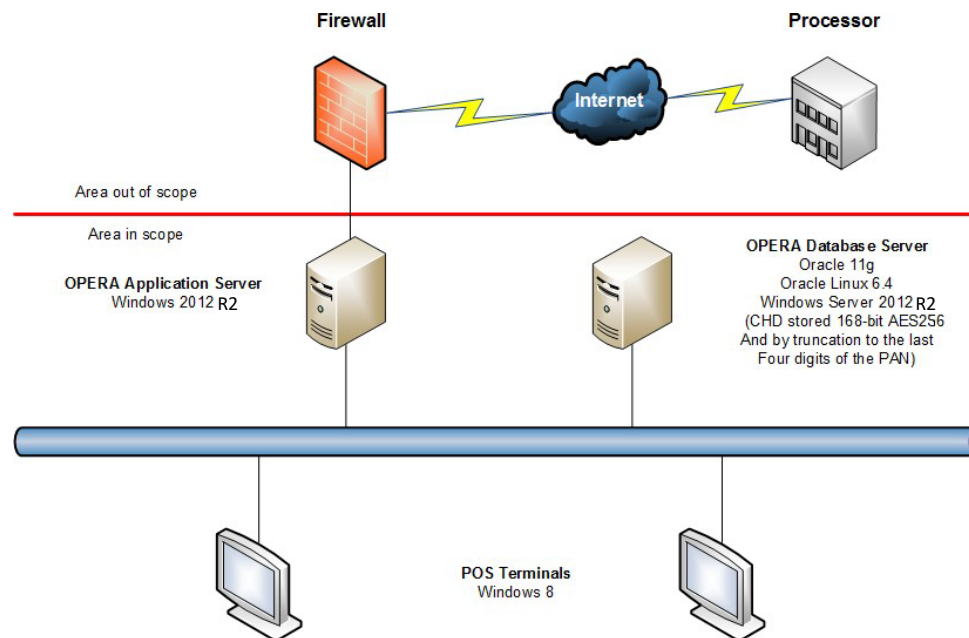 Firewall
Processor
Internet
Area out of scope
Area in scope
OPERA Application Server
Windows 2012 R2
OPERA Database Server
Oracle 11g
Oracle Linux 6.4
Windows Server 2012 R2
(CHD stored 168-bit AES256
And by truncation to the last
Four digits of the PAN)
POS Terminals
Windows 8